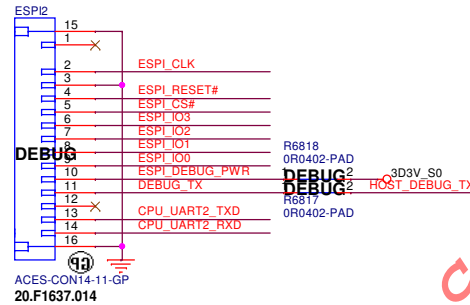 ESPI2
15
1
2 ESPI_CLK
3
4 ESPI_RESET#
5 ESPI_CS#
6 ESPI_IO3
7 ESPI_IO2
8 ESPI_IO1
DEBUG
9 ESPI_IO0
10 ESPI_DEBUG_PWR
11 DEBUG_TX
12
13 CPU_UART2_TXD
14 CPU_UART2_RXD
16
ACES-CON14-11-GP
20.F1637.014
R6818
0R0402-PAD
1 DEBUG 2 3D3V_S0
DEBUG 2 HOST_DEBUG_TX
R6817
0R0402-PAD